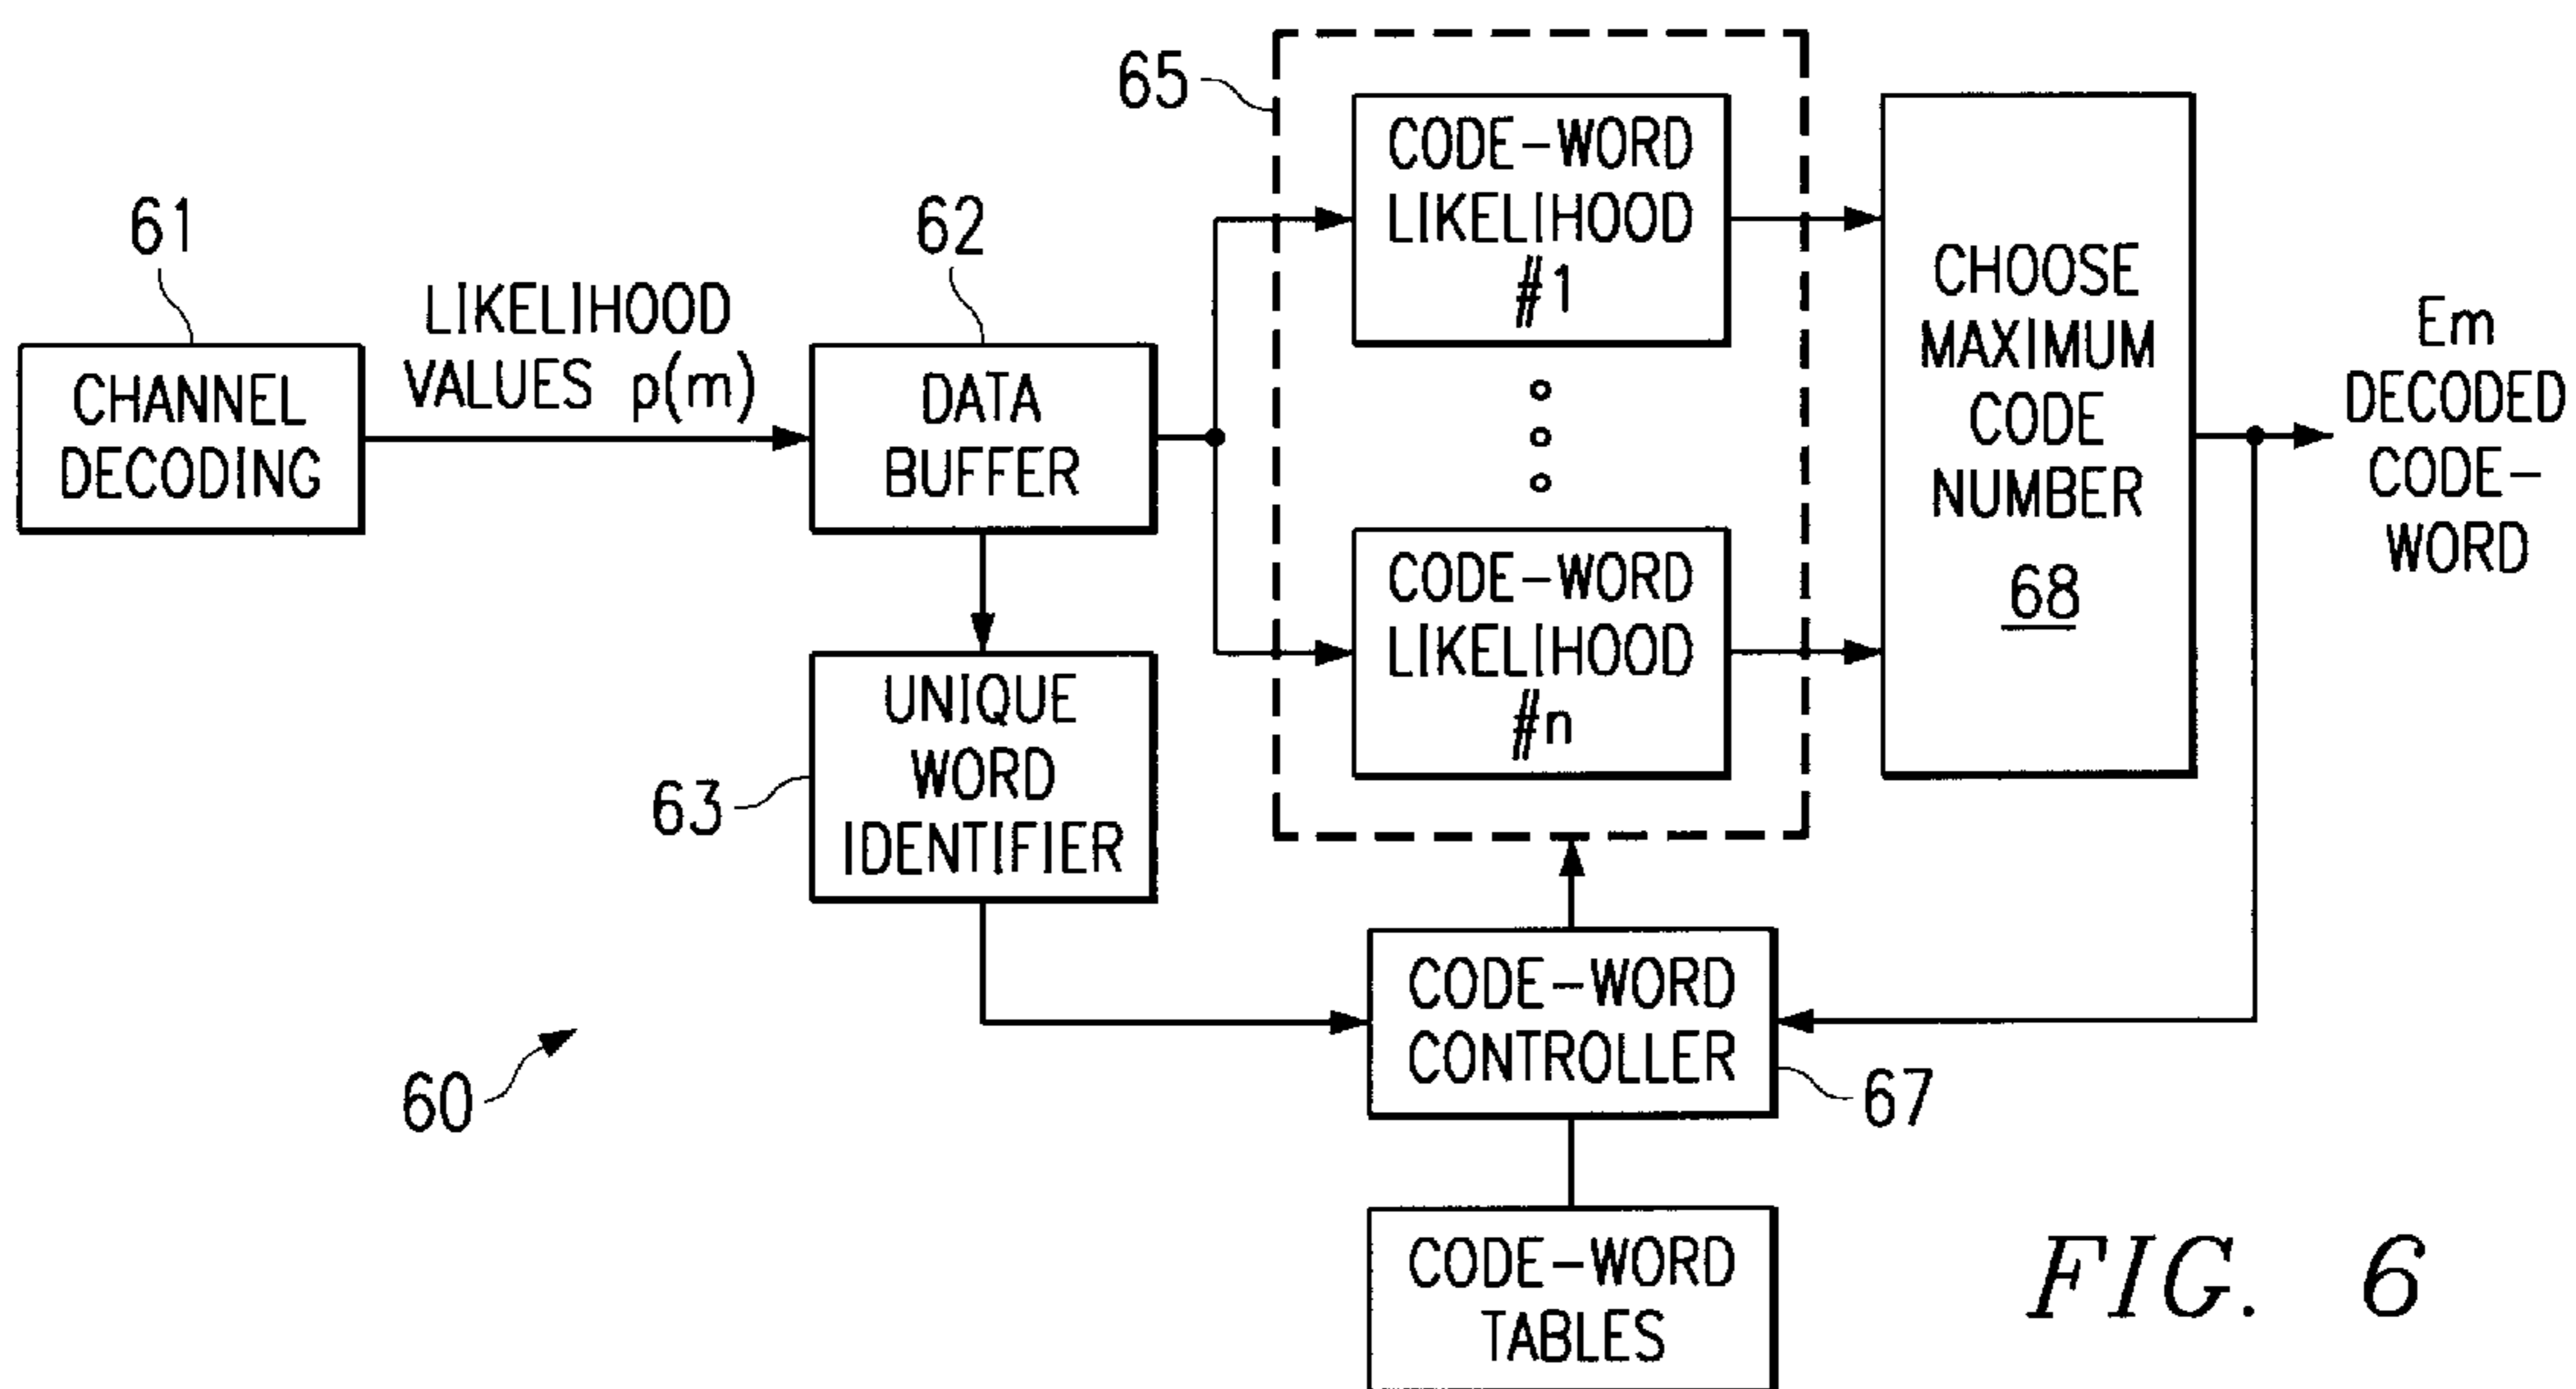 61
CHANNEL
DECODING
LIKELIHOOD
VALUES p(m)
62
DATA
BUFFER
63
UNIQUE
WORD
IDENTIFIER
65
CODE-WORD
LIKELIHOOD
#1
CODE-WORD
LIKELIHOOD
#n
CHOOSE
MAXIMUM
CODE
NUMBER
68
Em
DECODED
CODE-
WORD
CODE-WORD
CONTROLLER
67
60
CODE-WORD
TABLES
FIG. 6